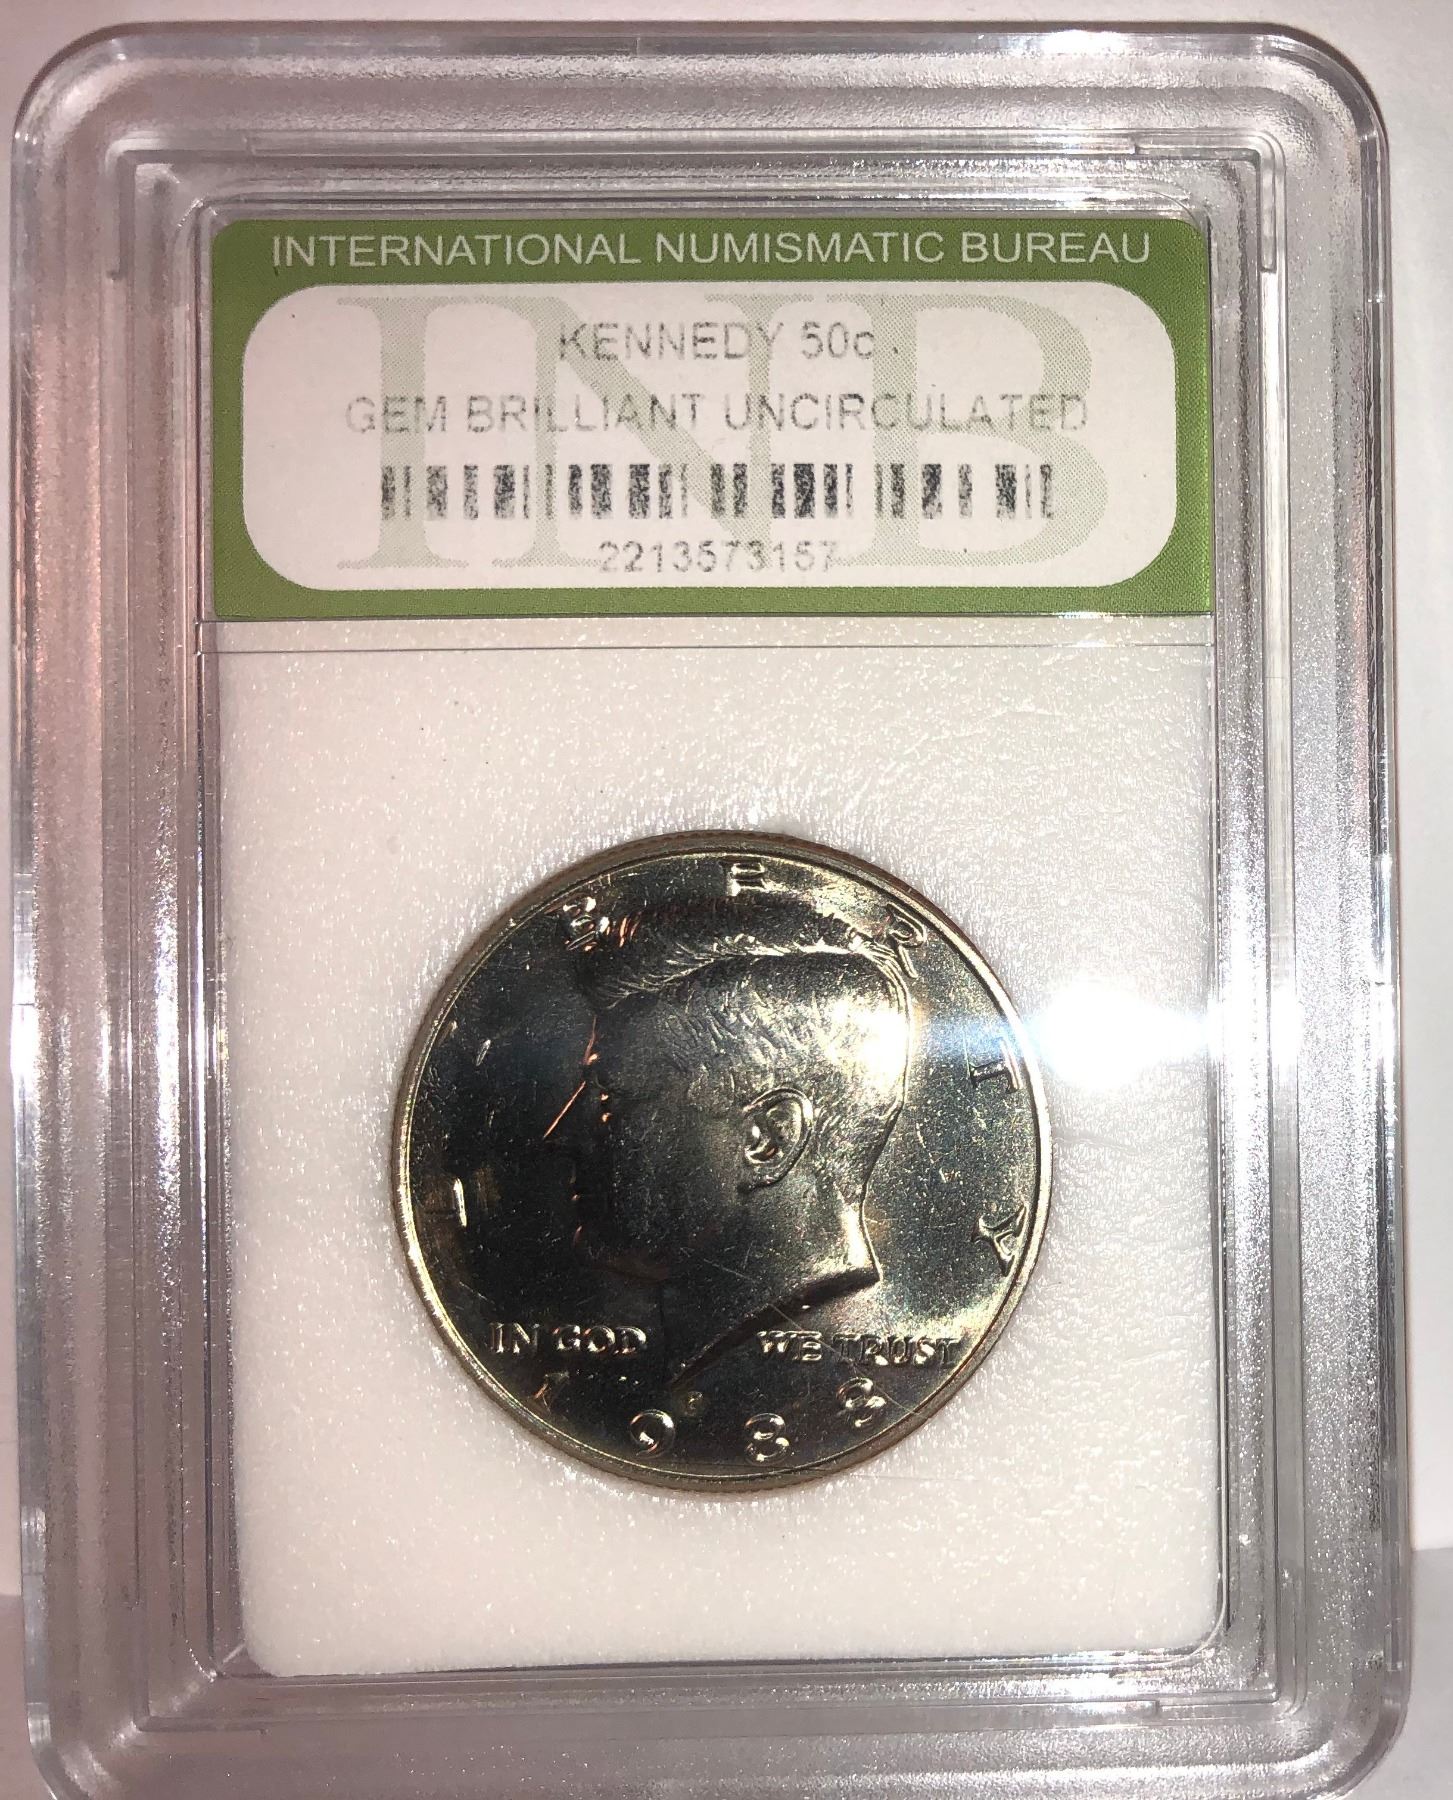 INTERNATIONAL NUMISMATIC BUREAU
INB
KENNEDY 50c
GEM BRILLIANT UNCIRCULATED
2213573157
LIBERTY
IN GOD WE TRUST
1988